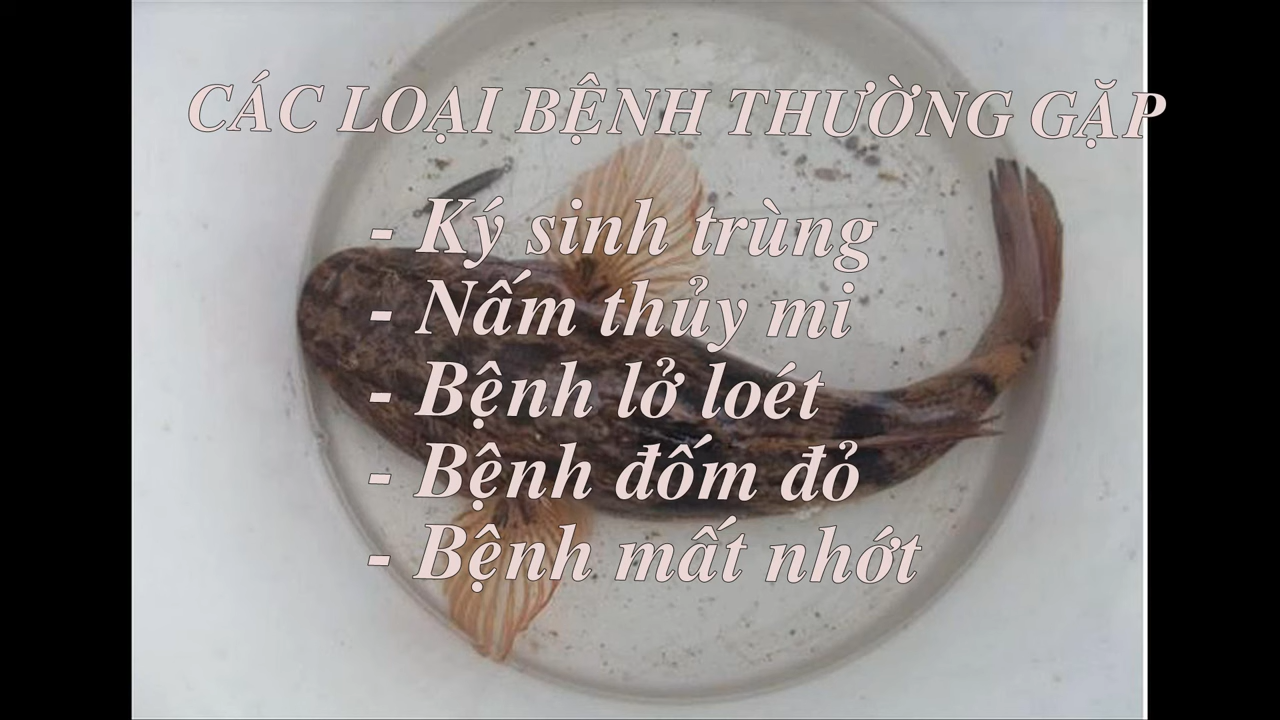 CÁC LOẠI BỆNH THƯỜNG GẶP
- Ký sinh trùng
- Nấm thủy mi
- Bệnh lở loét
- Bệnh đốm đỏ
- Bệnh mất nhớt